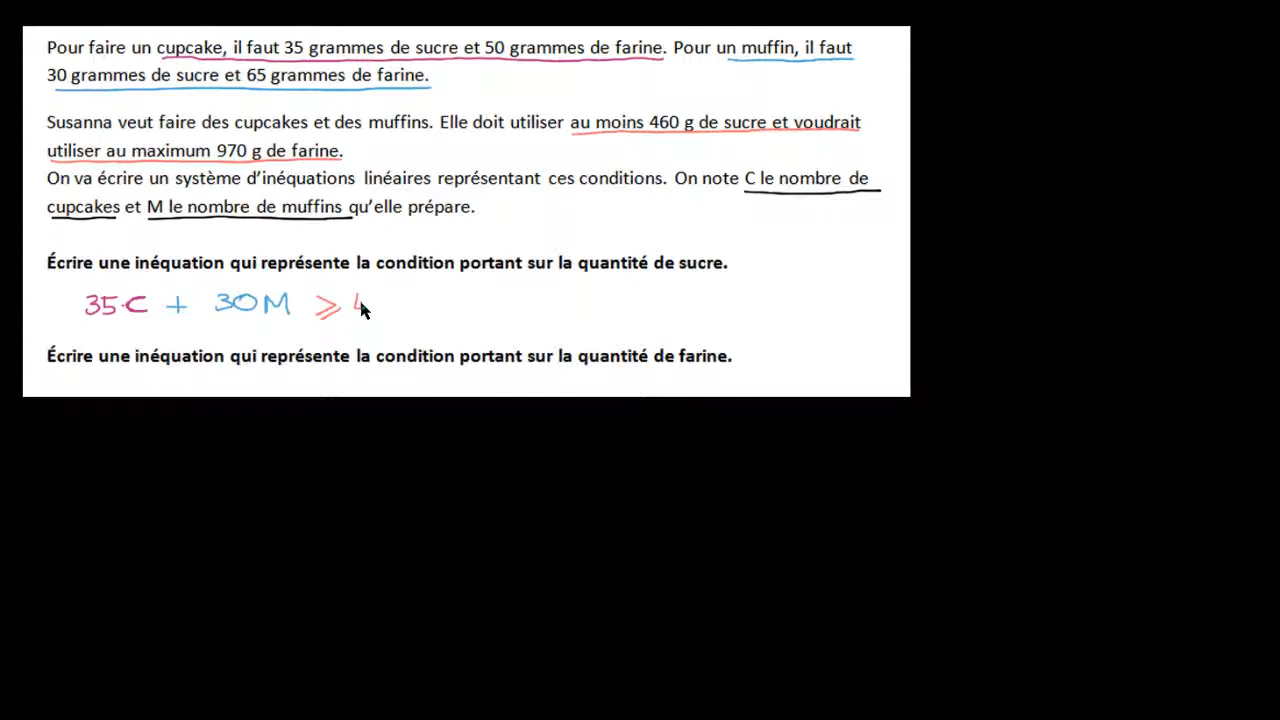 Pour faire un cupcake, il faut 35 grammes de sucre et 50 grammes de farine. Pour un muffin, il faut
30 grammes de sucre et 65 grammes de farine.
Susanna veut faire des cupcakes et des muffins. Elle doit utiliser au moins 460 g de sucre et voudrait
utiliser au maximum 970 g de farine.
On va écrire un système d’inéquations linéaires représentant ces conditions. On note C le nombre de
cupcakes et M le nombre de muffins qu’elle prépare.
Écrire une inéquation qui représente la condition portant sur la quantité de sucre.
35·C + 30M ⩾ 4
Écrire une inéquation qui représente la condition portant sur la quantité de farine.